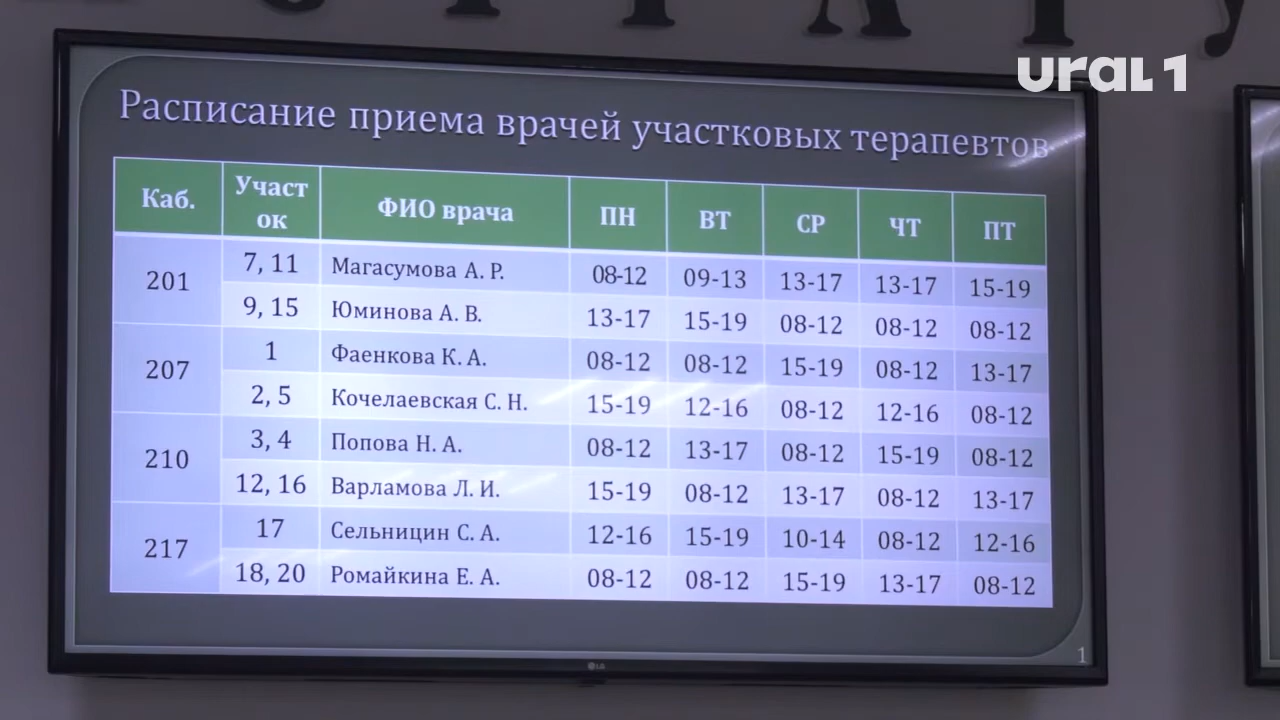 ural 1
Расписание приема врачей участковых терапевтов
Каб. Участок ФИО врача ПН ВТ СР ЧТ ПТ
201 7, 11 Магасумова А. Р. 08-12 09-13 13-17 13-17 15-19
9, 15 Юминова А. В. 13-17 15-19 08-12 08-12 08-12
207 1 Фаенкова К. А. 08-12 08-12 15-19 08-12 13-17
2, 5 Кочелаевская С. Н. 15-19 12-16 08-12 12-16 08-12
210 3, 4 Попова Н. А. 08-12 13-17 08-12 15-19 08-12
12, 16 Варламова Л. И. 15-19 08-12 13-17 08-12 13-17
217 17 Сельницин С. А. 12-16 15-19 10-14 08-12 12-16
18, 20 Ромайкина Е. А. 08-12 08-12 15-19 13-17 08-12
1
LG